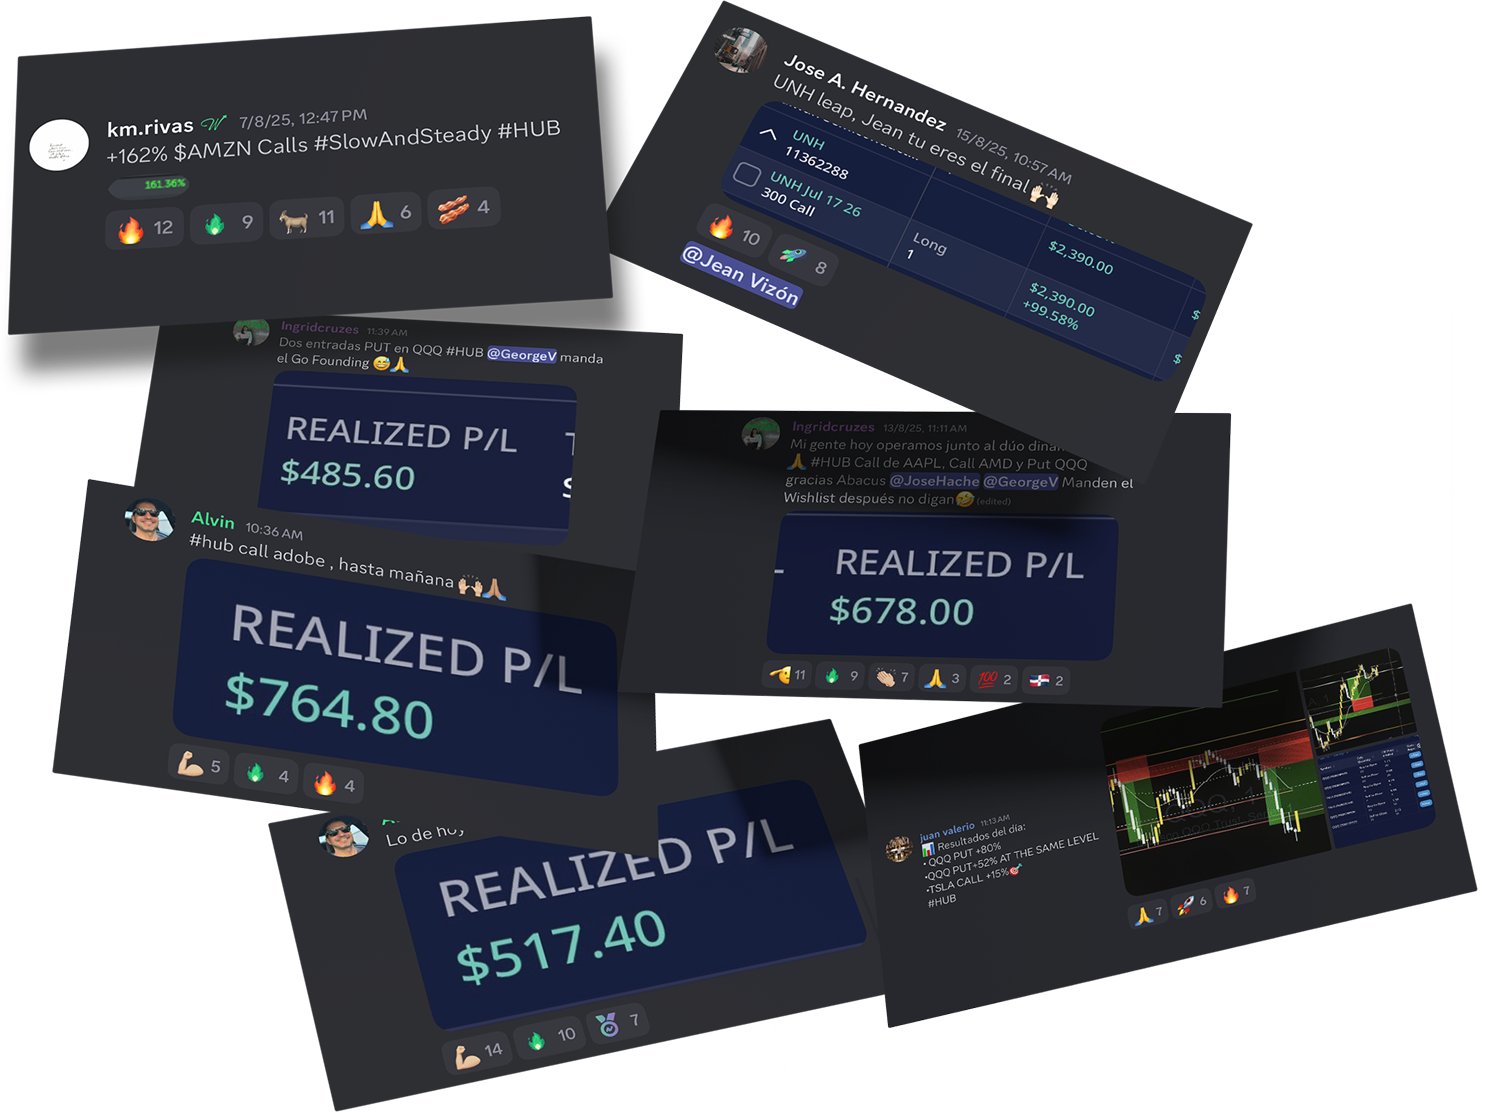 km.rivas 7/8/25, 12:47 PM
+162% $AMZN Calls #SlowAndSteady #HUB
161.36%
🔥 12 9 🐐 11 🙏 6 🥓 4
Jose A. Hernandez 15/8/25, 10:57 AM
UNH leap, Jean tu eres el final 🙌🏻
UNH
11362288
$2,390.00
UNH Jul 17 26
300 Call
Long
1
$2,390.00
+99.58%
$
$
🔥 10 🚀 8
@Jean Vizón
Ingridcruzes 11:39 AM
Dos entradas PUT en QQQ #HUB @GeorgeV manda
el Go Founding 😅🙏
REALIZED P/L
$485.60
Ingridcruzes 13/8/25, 11:11 AM
Mi gente hoy operamos junto al dúo
🙏 #HUB Call de AAPL, Call AMD y Put QQQ
gracias Abacus @JoseHache @GeorgeV Manden el
Wishlist después no digan 🤣 (edited)
REALIZED P/L
$678.00
11 9 👏🏼 7 🙏 3 💯 2 🇩🇴 2
Alvin 10:36 AM
#hub call adobe , hasta mañana 🙌🏻🙏🏽
REALIZED P/L
$764.80
💪🏼 5 4 🔥 4
Lo de hoy
REALIZED P/L
$517.40
💪🏼 14 10 7
juan valerio 11:13 AM
📊 Resultados del día:
• QQQ PUT +80%
•QQQ PUT+52% AT THE SAME LEVEL
•TSLA CALL +15%🎯
#HUB
🙏 7 🚀 6 🔥 7